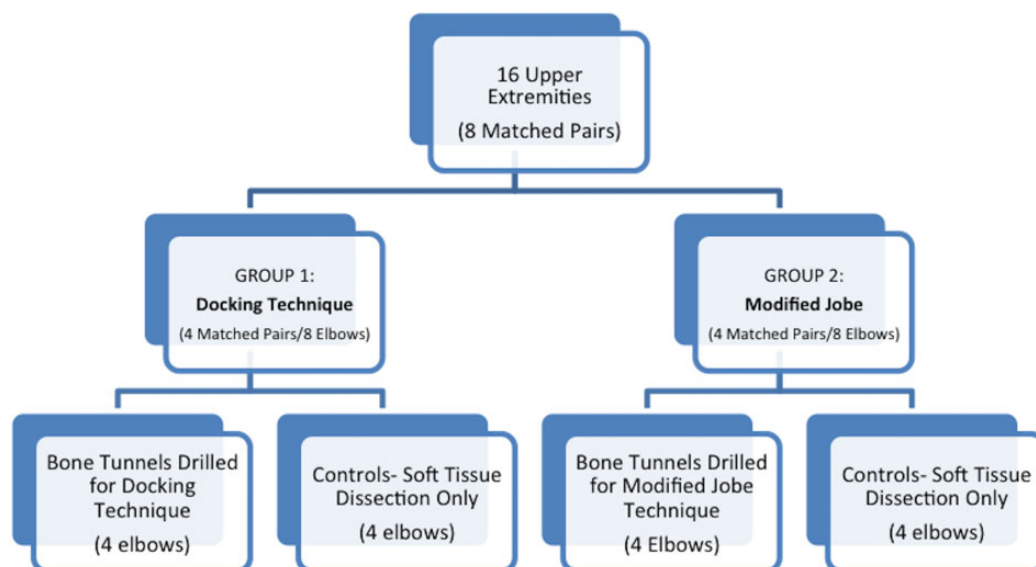 16 Upper
Extremities
(8 Matched Pairs)
GROUP 1:
Docking Technique
(4 Matched Pairs/8 Elbows)
GROUP 2:
Modified Jobe
(4 Matched Pairs/8 Elbows)
Bone Tunnels Drilled
for Docking
Technique
(4 elbows)
Controls- Soft Tissue
Dissection Only
(4 elbows)
Bone Tunnels Drilled
for Modified Jobe
Technique
(4 Elbows)
Controls- Soft Tissue
Dissection Only
(4 elbows)